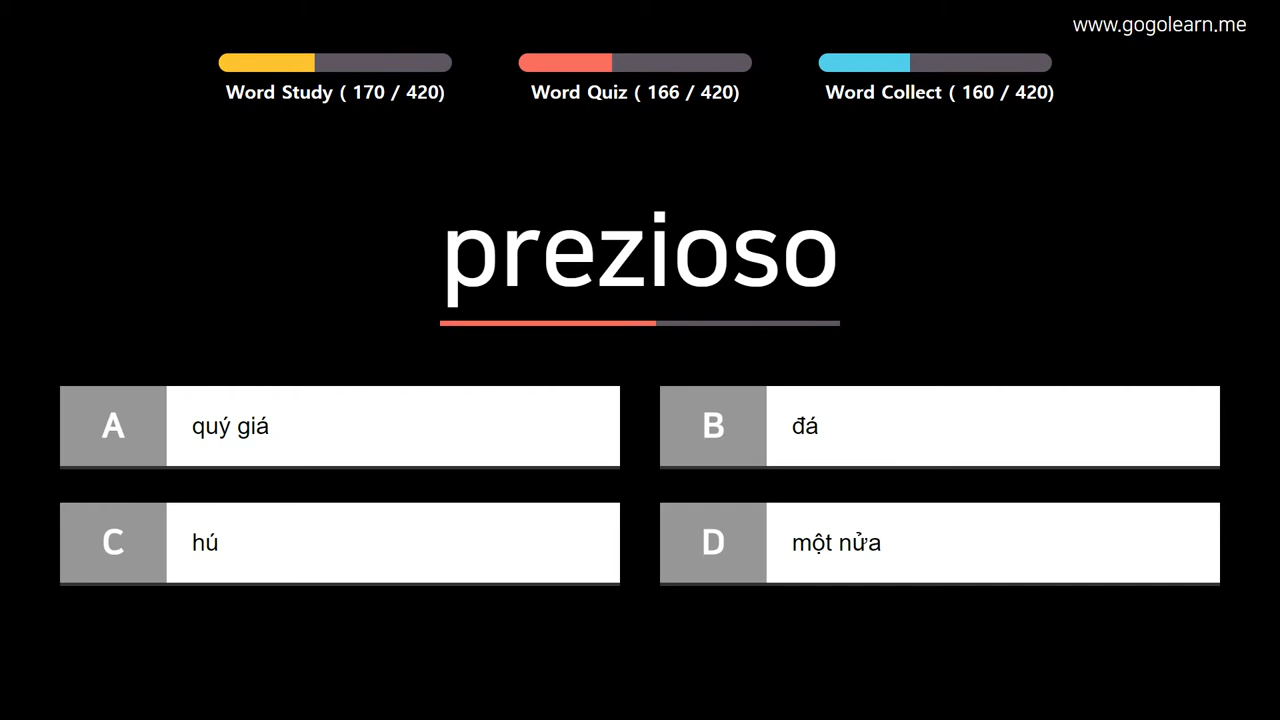 www.gogolearn.me
Word Study ( 170 / 420)
Word Quiz ( 166 / 420)
Word Collect ( 160 / 420)
prezioso
A quý giá
B đá
C hú
D một nửa